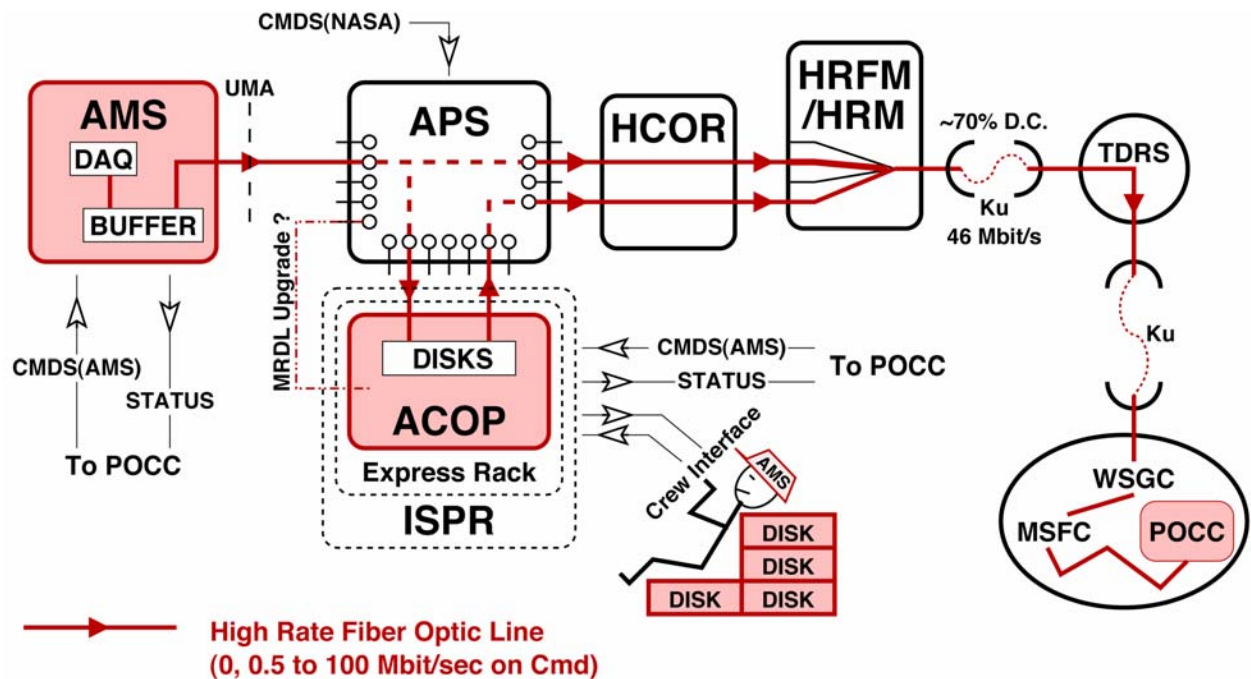 CMDS(NASA)
UMA
AMS
DAQ
BUFFER
APS
HCOR
HRFM
/HRM
~70% D.C.
Ku
46 Mbit/s
TDRS
Ku
CMDS(AMS)
STATUS
To POCC
MRDL Upgrade ?
DISKS
ACOP
Express Rack
ISPR
CMDS(AMS)
STATUS
To POCC
Crew Interface
AMS
DISK
DISK
DISK DISK
WSGC
MSFC
POCC
High Rate Fiber Optic Line
(0, 0.5 to 100 Mbit/sec on Cmd)